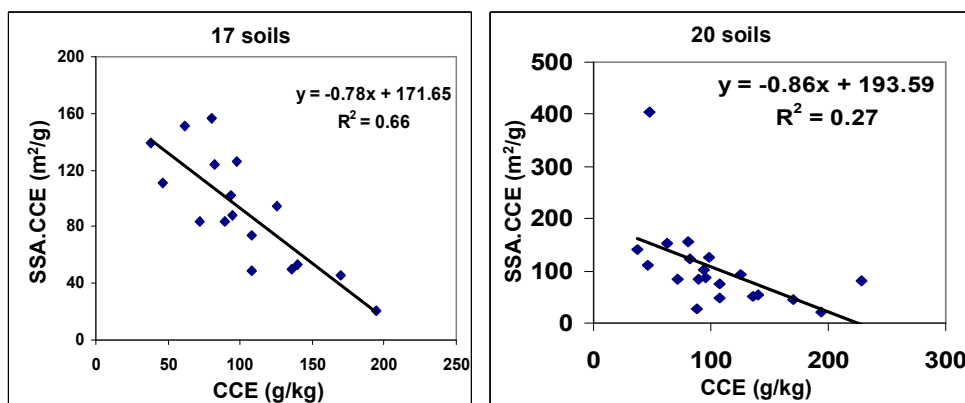 17 soils
y = -0.78x + 171.65
R² = 0.66
SSA.CCE (m²/g)
200
160
120
80
40
0
0 50 100 150 200 250
CCE (g/kg)
20 soils
y = -0.86x + 193.59
R² = 0.27
SSA.CCE (m²/g)
500
400
300
200
100
0
0 100 200 300
CCE (g/kg)